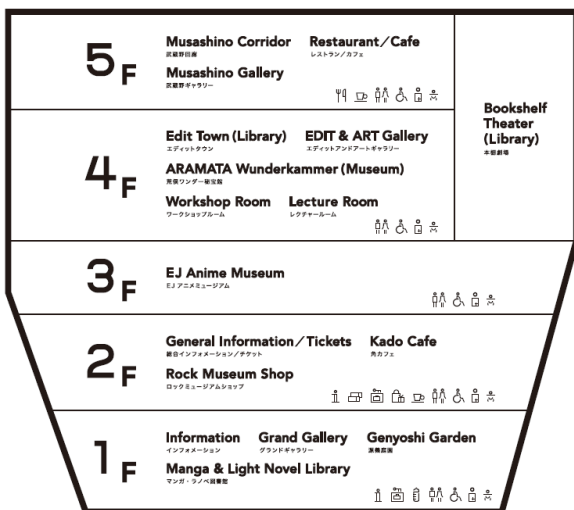 5F
Musashino Corridor Restaurant/Cafe
武蔵野回廊 レストラン/カフェ
Musashino Gallery
武蔵野ギャラリー
Bookshelf
Theater
(Library)
本棚劇場
4F
Edit Town (Library) EDIT & ART Gallery
エディットタウン エディットアンドアートギャラリー
ARAMATA Wunderkammer (Museum)
荒俣ワンダー秘宝館
Workshop Room Lecture Room
ワークショップルーム レクチャールーム
3F
EJ Anime Museum
EJ アニメミュージアム
2F
General Information/Tickets Kado Cafe
総合インフォメーション/チケット 角カフェ
Rock Museum Shop
ロックミュージアムショップ
1F
Information Grand Gallery Genyoshi Garden
インフォメーション グランドギャラリー 源義庭園
Manga & Light Novel Library
マンガ・ラノベ図書館